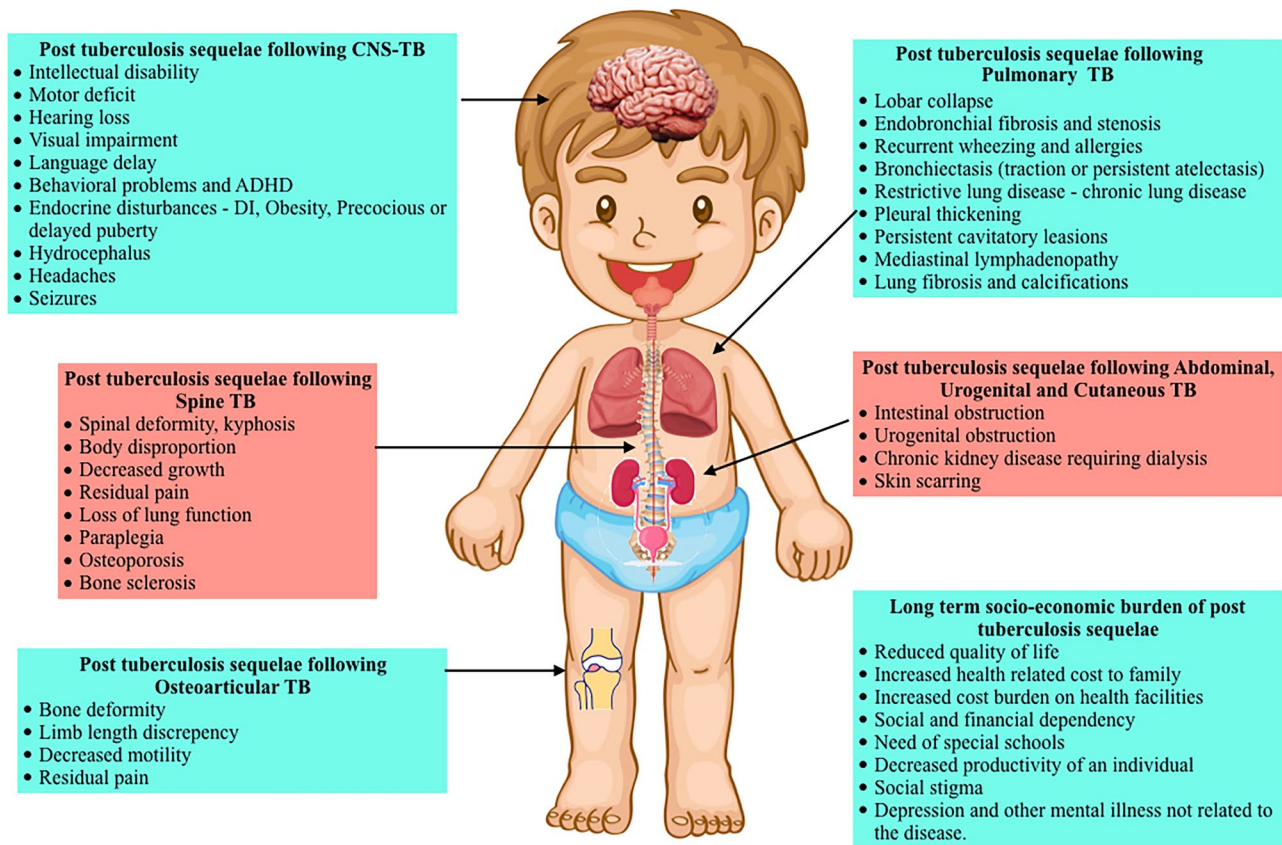 Post tuberculosis sequelae following CNS-TB
• Intellectual disability
• Motor deficit
• Hearing loss
• Visual impairment
• Language delay
• Behavioral problems and ADHD
• Endocrine disturbances - DI, Obesity, Precocious or
delayed puberty
• Hydrocephalus
• Headaches
• Seizures
Post tuberculosis sequelae following
Spine TB
• Spinal deformity, kyphosis
• Body disproportion
• Decreased growth
• Residual pain
• Loss of lung function
• Paraplegia
• Osteoporosis
• Bone sclerosis
Post tuberculosis sequelae following
Osteoarticular TB
• Bone deformity
• Limb length discrepency
• Decreased motility
• Residual pain
Post tuberculosis sequelae following
Pulmonary TB
• Lobar collapse
• Endobronchial fibrosis and stenosis
• Recurrent wheezing and allergies
• Bronchiectasis (traction or persistent atelectasis)
• Restrictive lung disease - chronic lung disease
• Pleural thickening
• Persistent cavitatory leasions
• Mediastinal lymphadenopathy
• Lung fibrosis and calcifications
Post tuberculosis sequelae following Abdominal,
Urogenital and Cutaneous TB
• Intestinal obstruction
• Urogenital obstruction
• Chronic kidney disease requiring dialysis
• Skin scarring
Long term socio-economic burden of post
tuberculosis sequelae
• Reduced quality of life
• Increased health related cost to family
• Increased cost burden on health facilities
• Social and financial dependency
• Need of special schools
• Decreased productivity of an individual
• Social stigma
• Depression and other mental illness not related to
the disease.